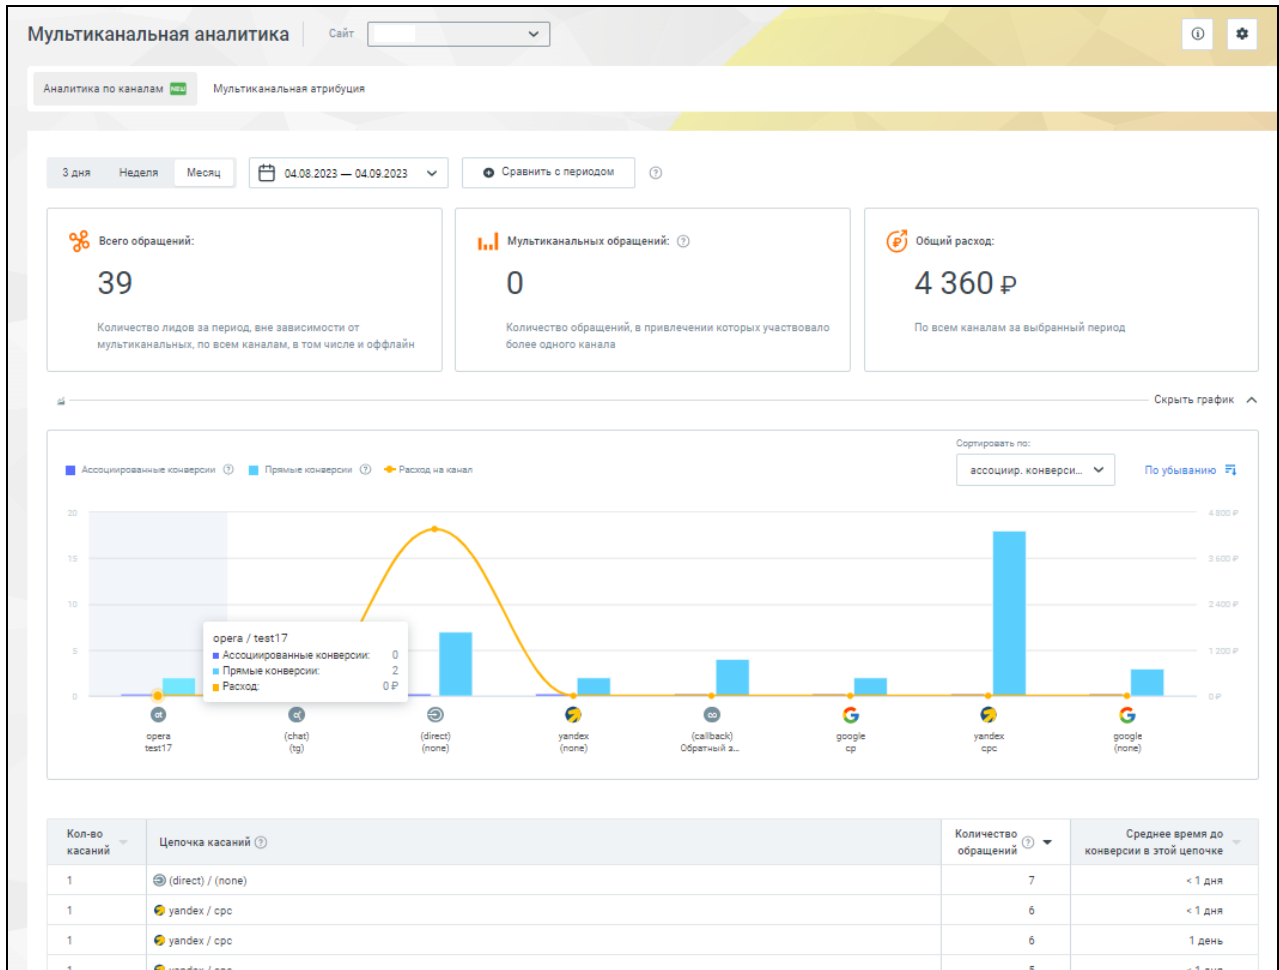 Мультиканальная аналитика
Сайт
Аналитика по каналам NEW
Мультиканальная атрибуция
3 дня Неделя Месяц
04.08.2023 — 04.09.2023
Сравнить с периодом
Всего обращений:
39
Количество лидов за период, вне зависимости от
мультиканальных, по всем каналам, в том числе и оффлайн
Мультиканальных обращений:
0
Количество обращений, в привлечении которых участвовало
более одного канала
Общий расход:
4 360 ₽
По всем каналам за выбранный период
Скрыть график
Ассоциированные конверсии
Прямые конверсии
Расход на канал
Сортировать по:
ассоциир. конверси...
По убыванию
20
15
10
5
0
4 800 ₽
3 600 ₽
2 400 ₽
1 200 ₽
0 ₽
opera / test17
Ассоциированные конверсии: 0
Прямые конверсии: 2
Расход: 0 ₽
opera
test17
(chat)
(tg)
(direct)
(none)
yandex
(none)
(callback)
Обратный з...
google
cp
yandex
cpc
google
(none)
Кол-во
касаний
Цепочка касаний
Количество
обращений
Среднее время до
конверсии в этой цепочке
1 (direct) / (none) 7 < 1 дня
1 yandex / cpc 6 < 1 дня
1 yandex / cpc 6 1 день
1 yandex / cpc 5 < 1 дня